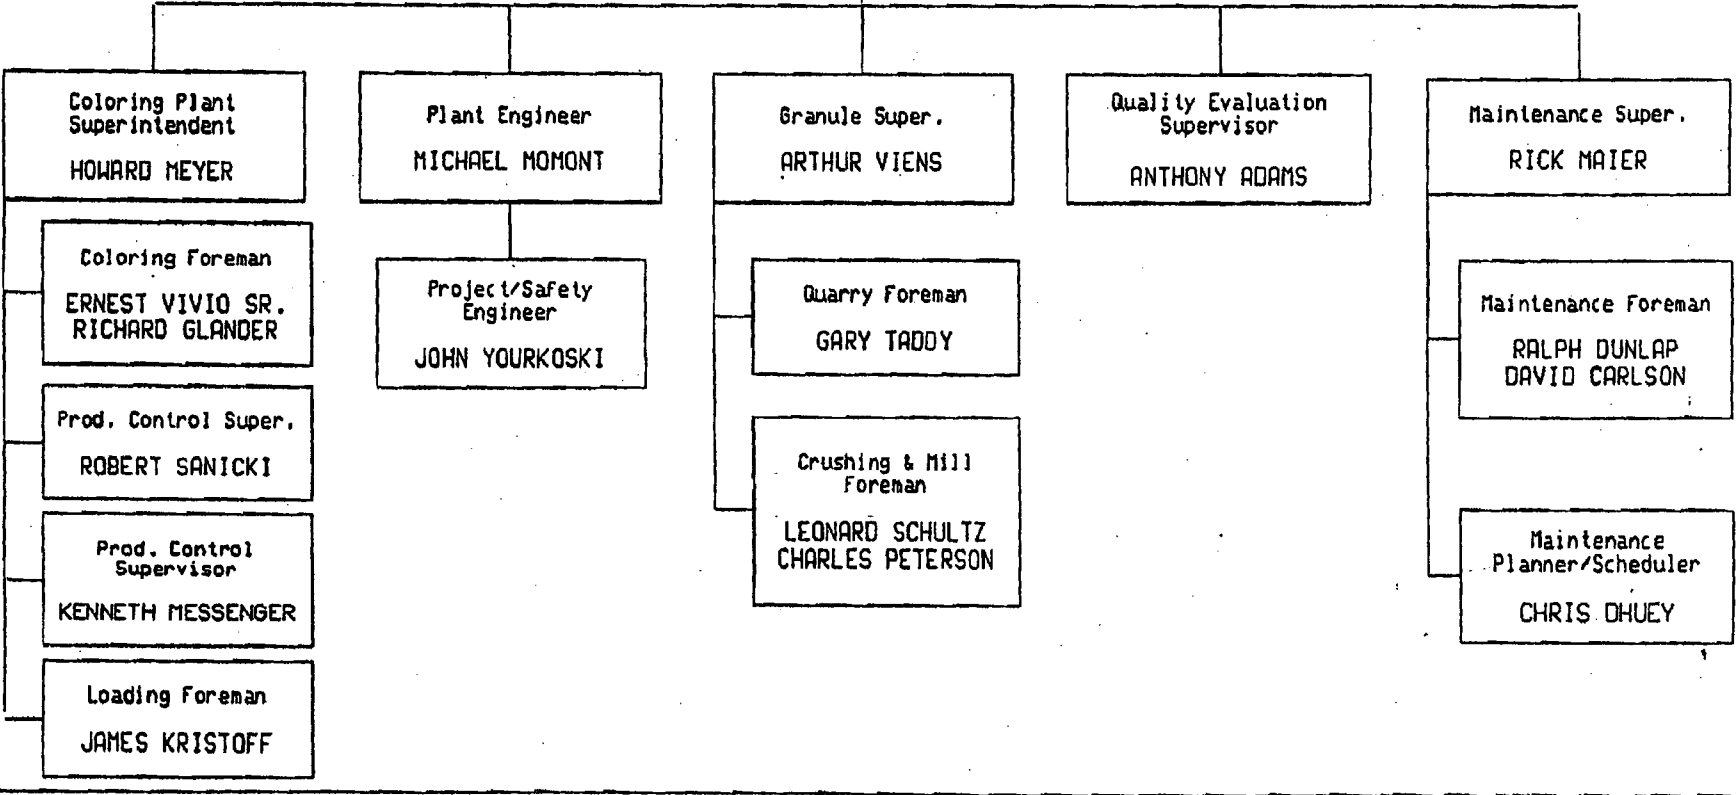 Coloring Plant
Superintendent
HOWARD MEYER
Coloring Foreman
ERNEST VIVIO SR.
RICHARD GLANDER
Prod. Control Super.
ROBERT SANICKI
Prod. Control
Supervisor
KENNETH MESSENGER
Loading Foreman
JAMES KRISTOFF
Plant Engineer
MICHAEL MOMONT
Project/Safety
Engineer
JOHN YOURKOSKI
Granule Super.
ARTHUR VIENS
Quarry Foreman
GARY TADDY
Crushing & Mill
Foreman
LEONARD SCHULTZ
CHARLES PETERSON
Quality Evaluation
Supervisor
ANTHONY ADAMS
Maintenance Super.
RICK MAIER
Maintenance Foreman
RALPH DUNLAP
DAVID CARLSON
Maintenance
Planner/Scheduler
CHRIS DHUEY